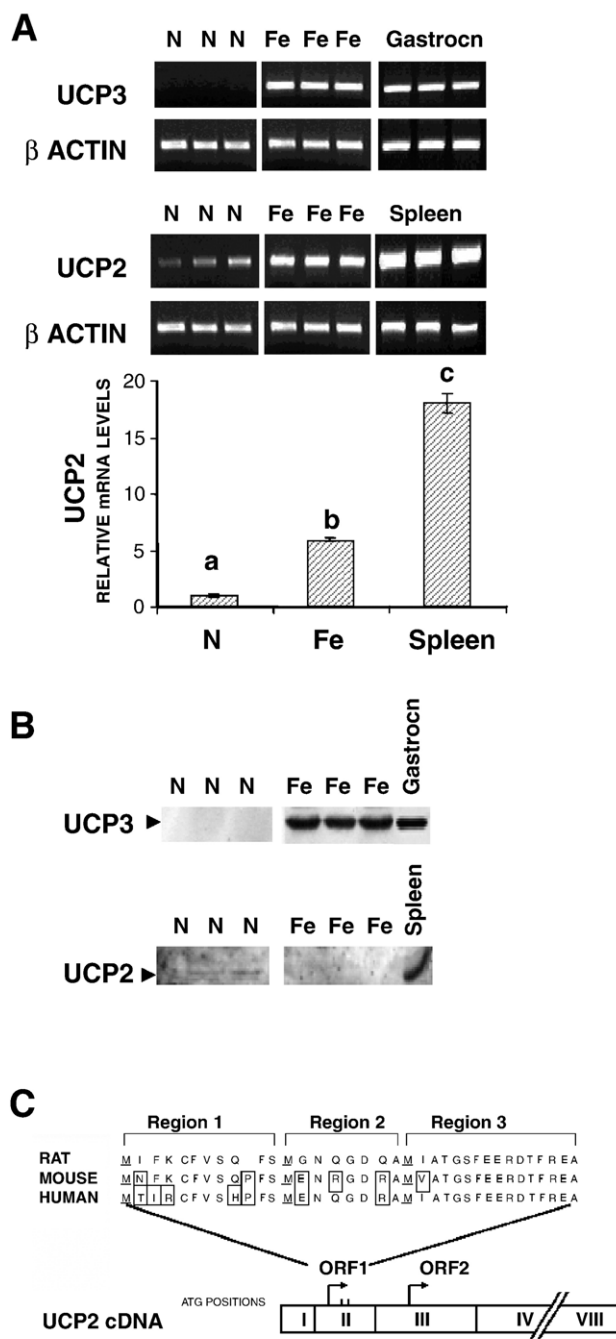 A
N N N Fe Fe Fe Gastrocn
UCP3
β ACTIN
N N N Fe Fe Fe Spleen
UCP2
β ACTIN
UCP2
RELATIVE mRNA LEVELS
20
15
10
5
0
a
b
c
N Fe Spleen
B
N N N Fe Fe Fe Gastrocn
UCP3
N N N Fe Fe Fe Spleen
UCP2
C
Region 1 Region 2 Region 3
RAT M I F K C F V S Q F S M G N Q G D Q A M I A T G S F E E R D T F R E A
MOUSE M N F K C F V S Q P F S M E N R G D R A M V A T G S F E E R D T F R E A
HUMAN M T I R C F V S H P F S M E N Q G D R A M I A T G S F E E R D T F R E A
ORF1 ORF2
ATG POSITIONS
UCP2 cDNA I II III IV VIII